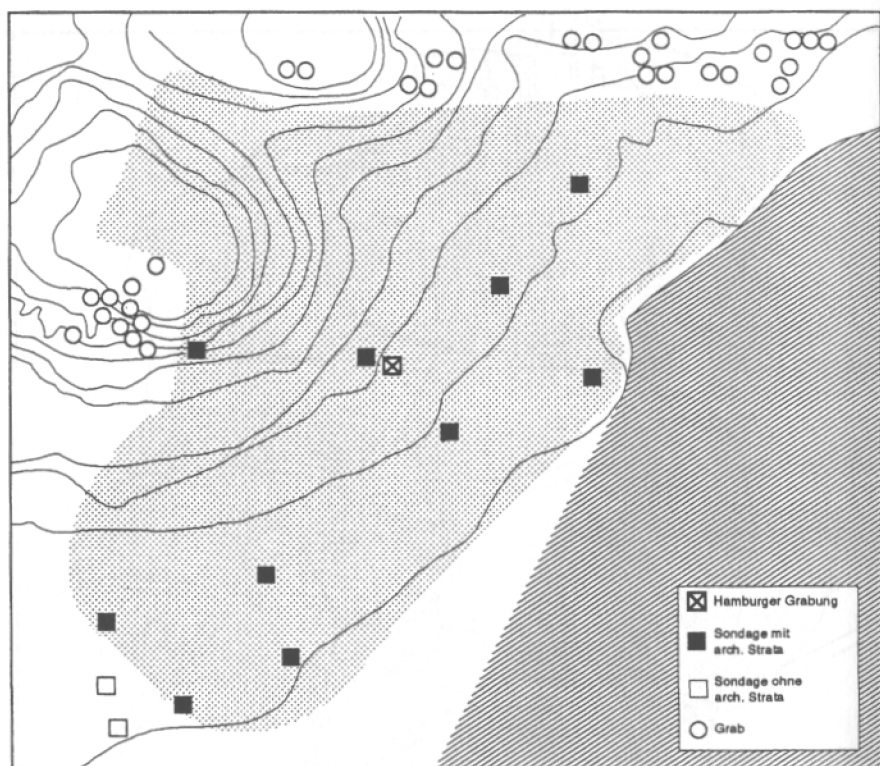 Hamburger Grabung
Sondage mit
arch. Strata
Sondage ohne
arch. Strata
Grab